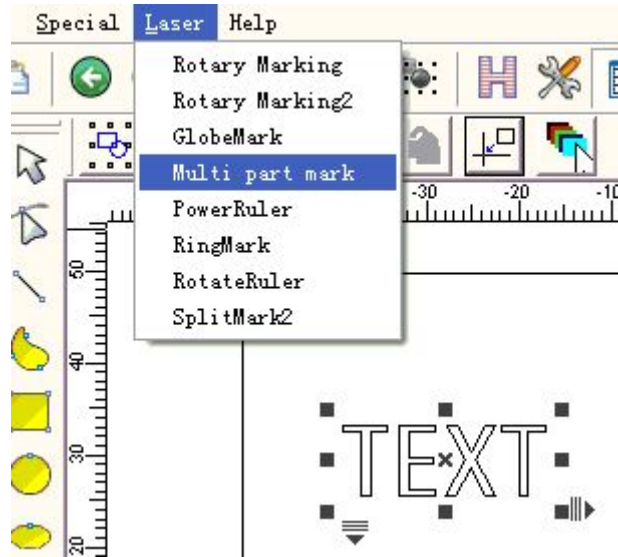 Special Laser Help
Rotary Marking
Rotary Marking2
GlobeMark
Multi part mark
PowerRuler
RingMark
RotateRuler
SplitMark2
-30 -20 -10
50
40
30
20
TEXT